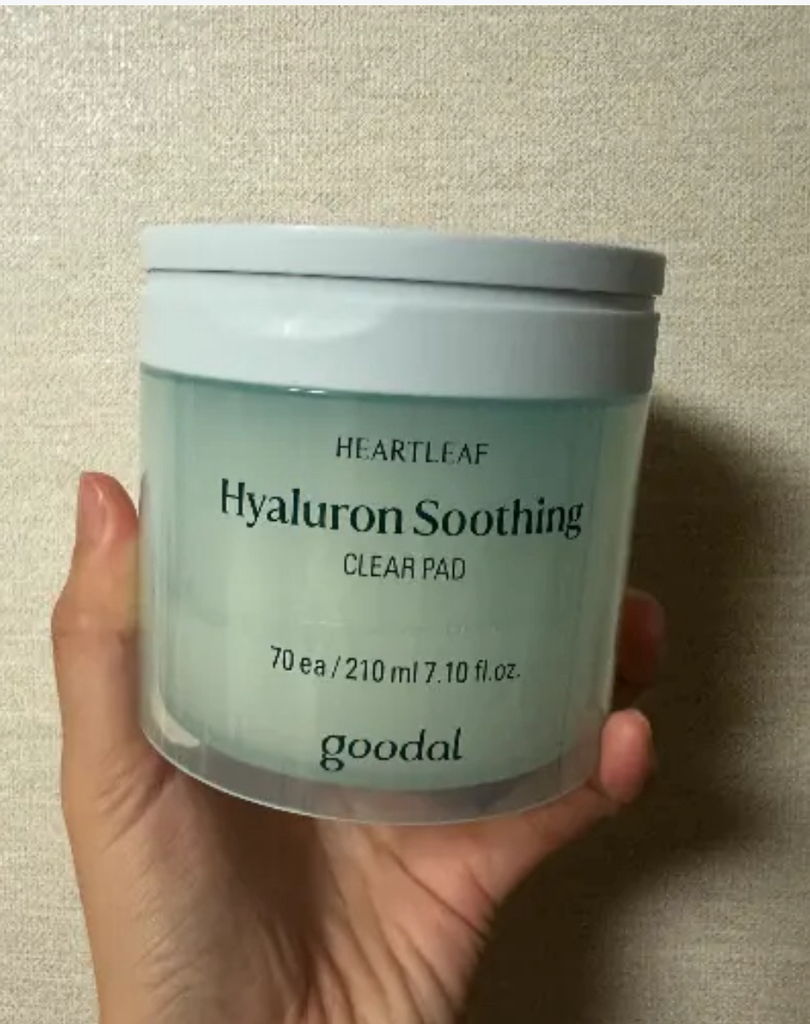 HEARTLEAF
Hyaluron Soothing
CLEAR PAD
70 ea / 210 ml 7.10 fl.oz.
goodal